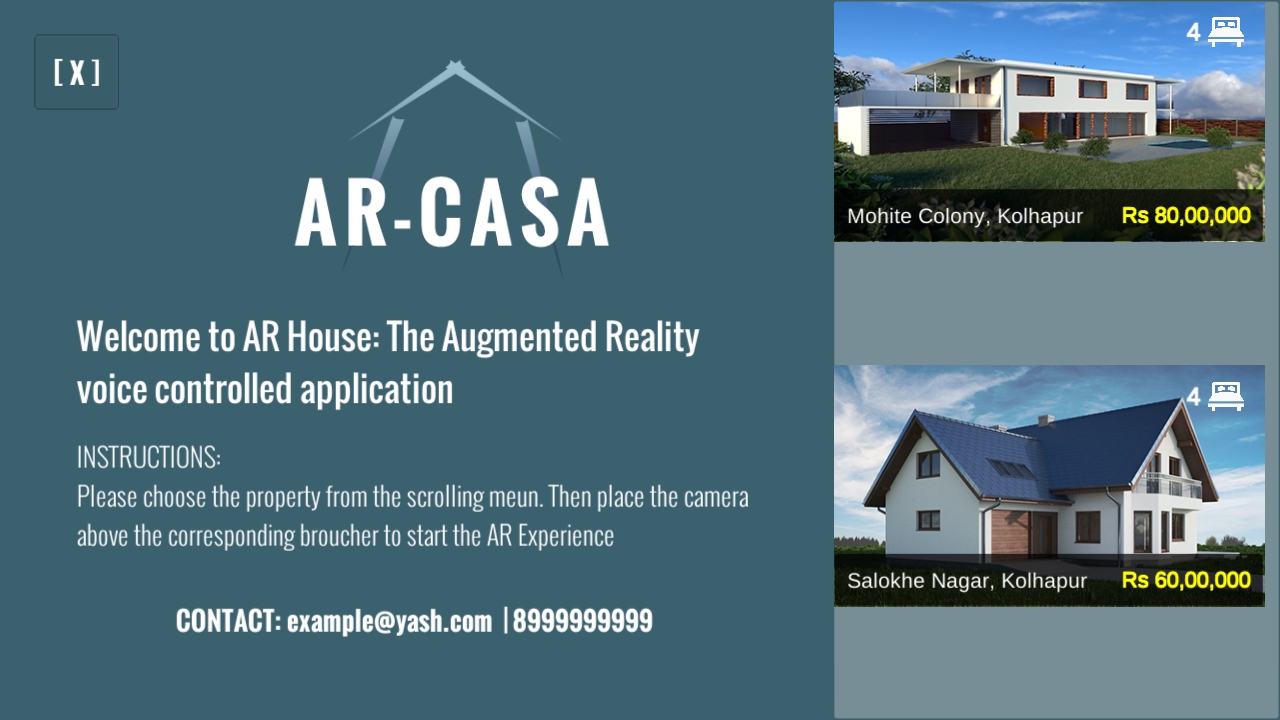 [ X ]
AR-CASA
Welcome to AR House: The Augmented Reality
voice controlled application
INSTRUCTIONS:
Please choose the property from the scrolling meun. Then place the camera
above the corresponding broucher to start the AR Experience
CONTACT: example@yash.com | 8999999999
4
Mohite Colony, Kolhapur Rs 80,00,000
4
Salokhe Nagar, Kolhapur Rs 60,00,000